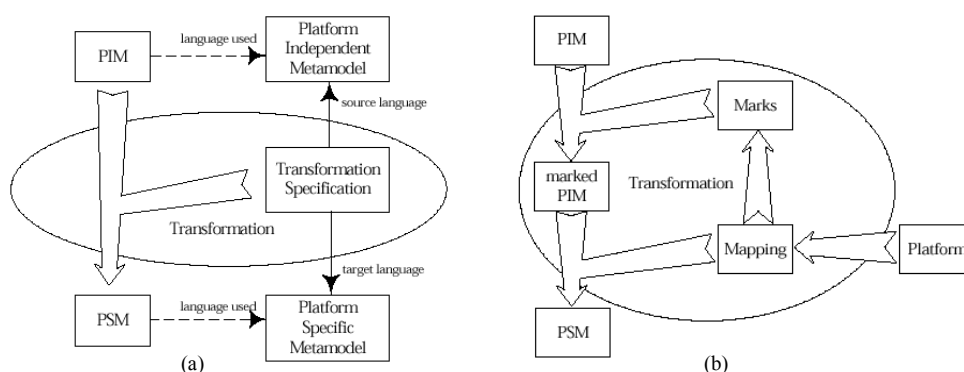 PIM
language used
Platform
Independent
Metamodel
source language
Transformation
Specification
Transformation
target language
PSM
language used
Platform
Specific
Metamodel
(a)
PIM
Marks
marked
PIM
Transformation
Mapping
Platform
PSM
(b)